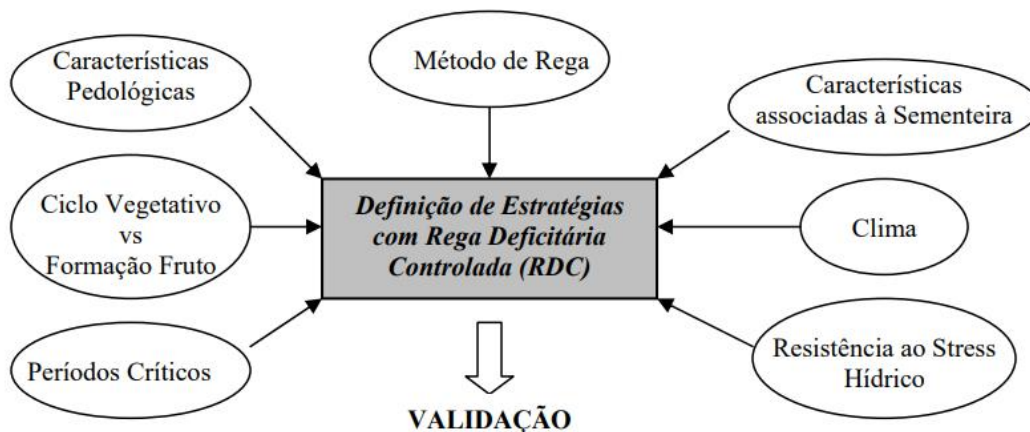 Características
Pedológicas
Método de Rega
Características
associadas à Sementeira
Ciclo Vegetativo
vs
Formação Fruto
Definição de Estratégias
com Rega Deficitária
Controlada (RDC)
Clima
Períodos Críticos
Resistência ao Stress
Hídrico
VALIDAÇÃO